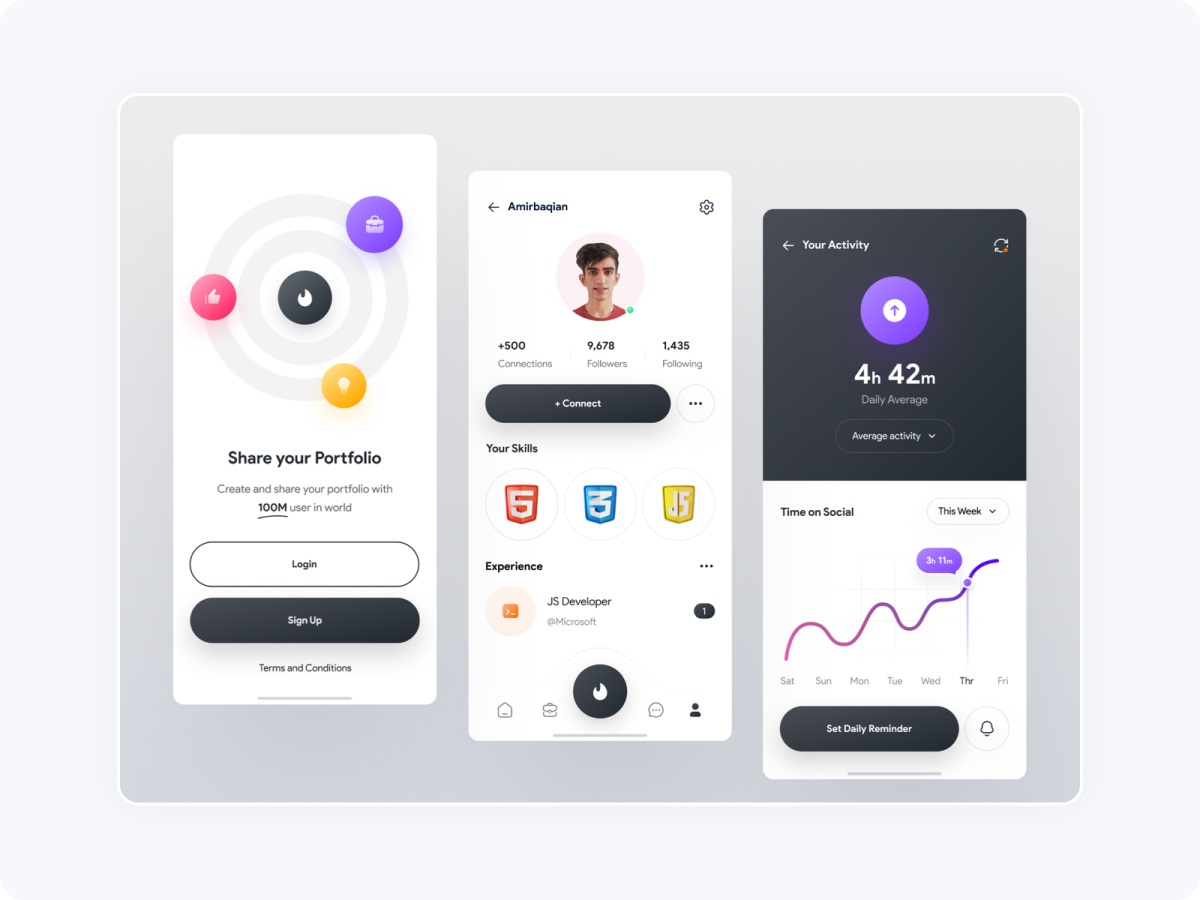 Share your Portfolio
Create and share your portfolio with
100M user in world
Login
Sign Up
Terms and Conditions
Amirbaqian
+500
Connections
9,678
Followers
1,435
Following
+ Connect
Your Skills
5
3
JS
Experience
JS Developer
@Microsoft
1
Your Activity
4h 42m
Daily Average
Average activity
Time on Social
This Week
3h 11m
Sat Sun Mon Tue Wed Thr Fri
Set Daily Reminder